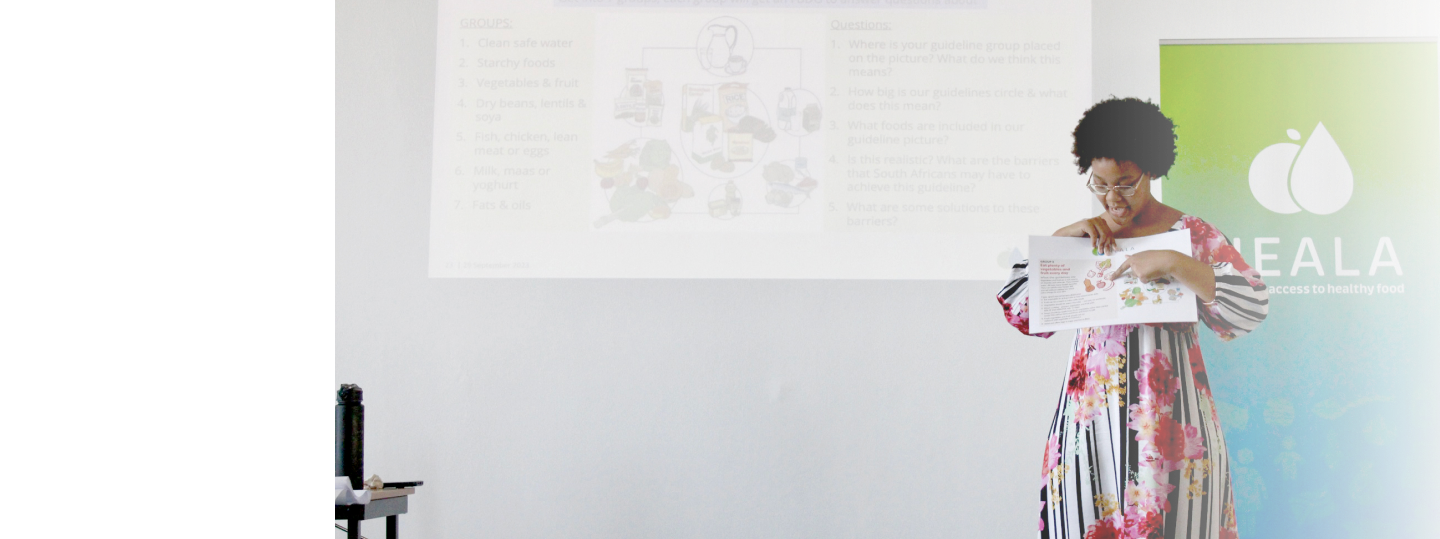 GROUPS:
1. Clean safe water
2. Starchy foods
3. Vegetables & fruit
4. Dry beans, lentils &
soya
5. Fish, chicken, lean
meat or eggs
6. Milk, maas or
yoghurt
7. Fats & oils
Questions:
1. Where is your guideline group placed
on the picture? What do we think this
means?
2. How big is our guidelines circle & what
does this mean?
3. What foods are included in our
guideline picture?
4. Is this realistic? What are the barriers
that South Africans may have to
achieve this guideline?
5. What are some solutions to these
barriers?
HEALA
access to healthy food